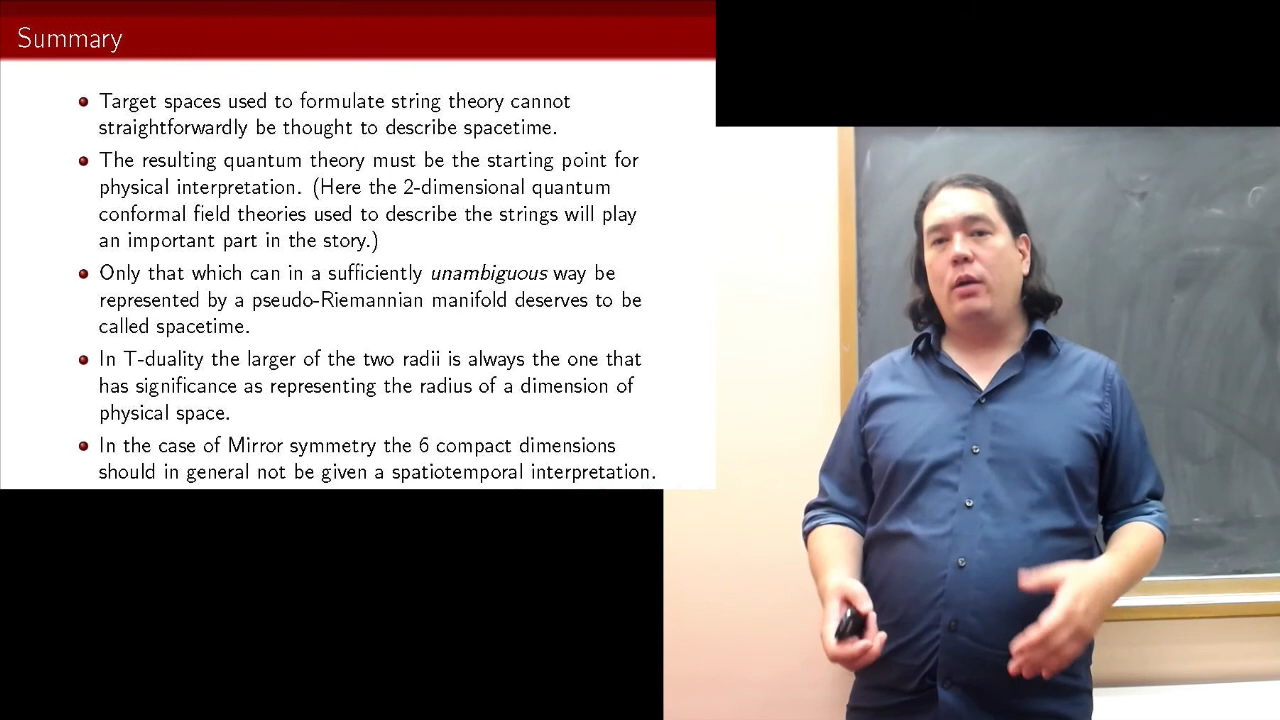 Summary
Target spaces used to formulate string theory cannot
straightforwardly be thought to describe spacetime.
The resulting quantum theory must be the starting point for
physical interpretation. (Here the 2-dimensional quantum
conformal field theories used to describe the strings will play
an important part in the story.)
Only that which can in a sufficiently unambiguous way be
represented by a pseudo-Riemannian manifold deserves to be
called spacetime.
In T-duality the larger of the two radii is always the one that
has significance as representing the radius of a dimension of
physical space.
In the case of Mirror symmetry the 6 compact dimensions
should in general not be given a spatiotemporal interpretation.